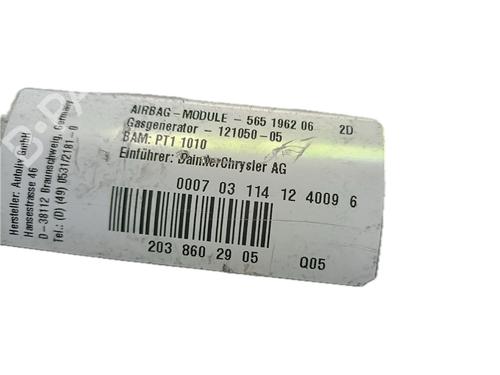 Hersteller: Autoliv GmbH
Hansestrasse 46
D-38112 Braunschweig, Germany
Tel.: (D) (49) 0531/2181-0
AIRBAG-MODULE - 565 1962 06 2D
Gasgenerator - 121050-05
BAM: PT1 1010
Einführer: DaimlerChrysler AG
0007 03 114 12 4009 6
203 860 29 05 Q05